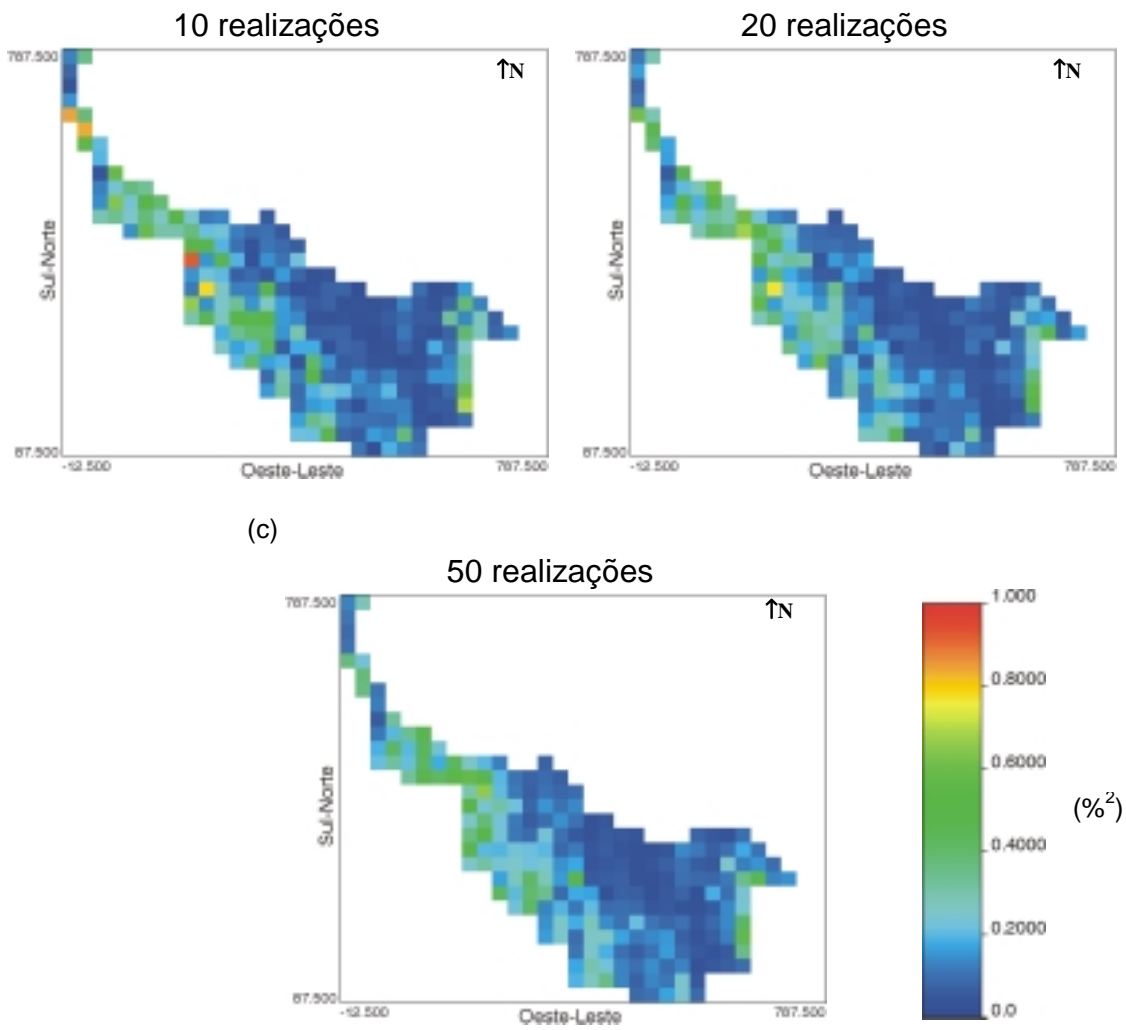 10 realizações
20 realizações
787.500
↑N
Sul-Norte
87.500
-12.500
Oeste-Leste
787.500
787.500
↑N
Sul-Norte
87.500
-12.500
Oeste-Leste
787.500
(c)
50 realizações
787.500
↑N
Sul-Norte
87.500
-12.500
Oeste-Leste
787.500
1.000
0.8000
0.6000
0.4000
0.2000
0.0
(%²)